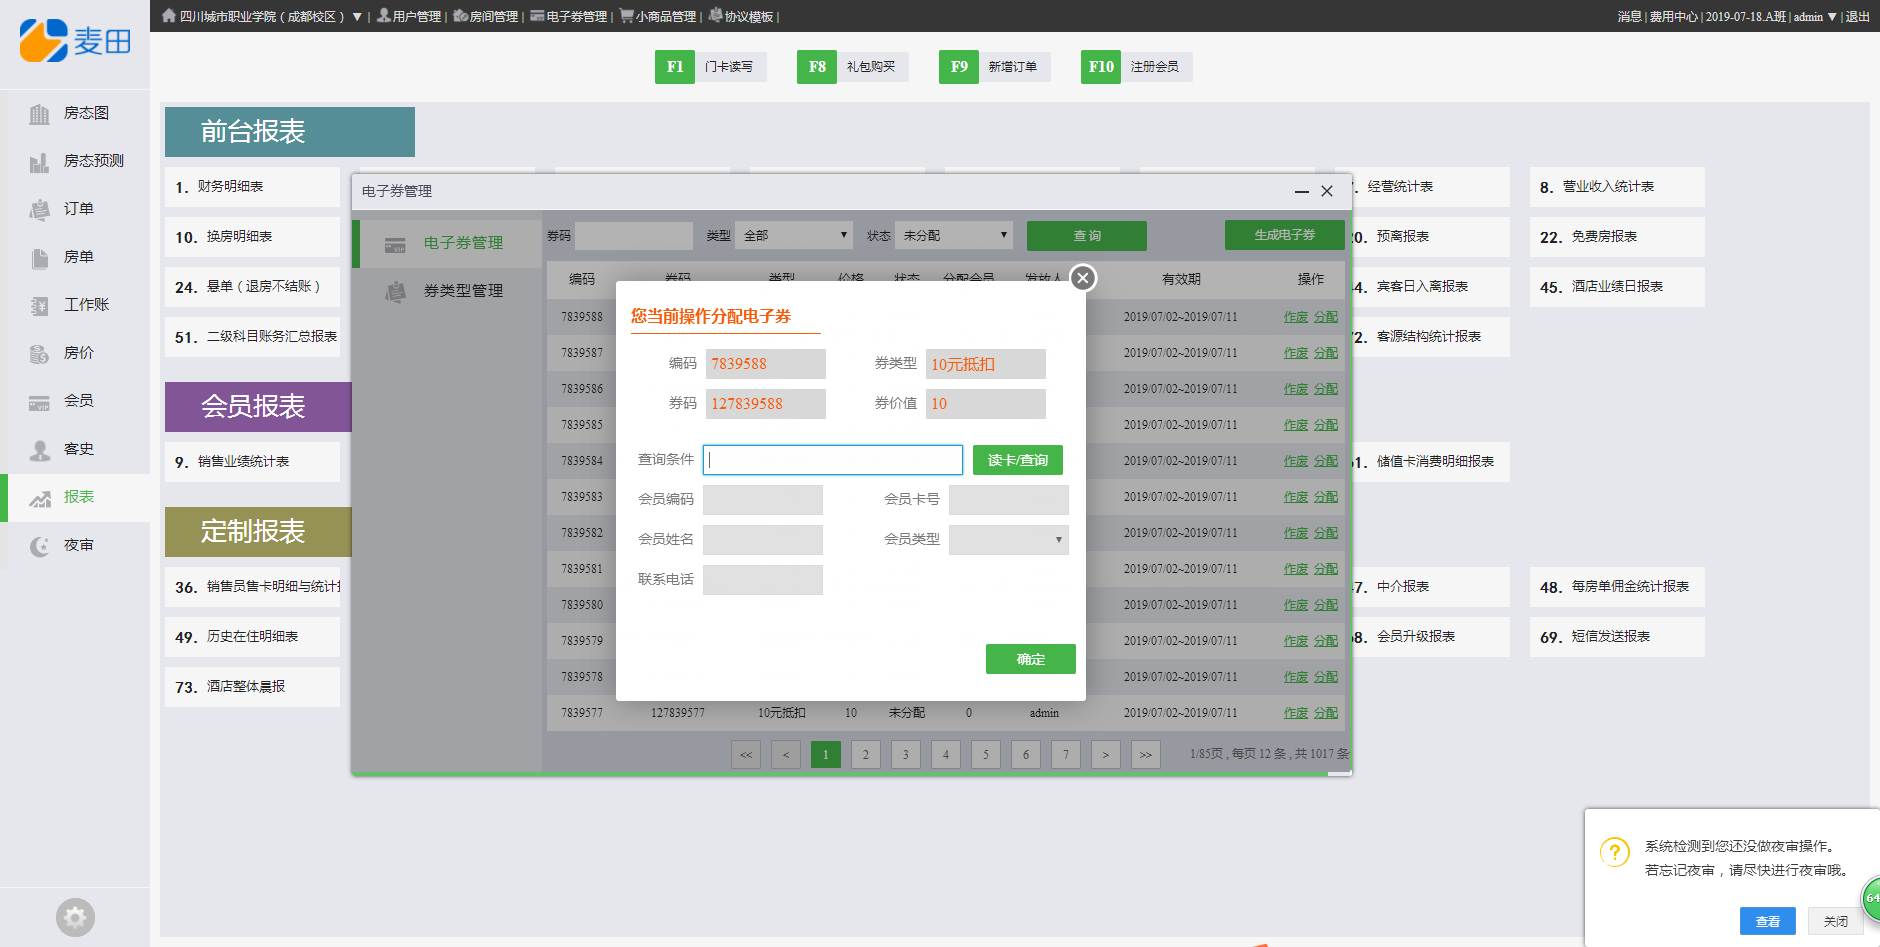 四川城市职业学院（成都校区） ▼ | 用户管理 | 房间管理 | 电子券管理 | 小商品管理 | 协议模板 |
消息 | 费用中心 | 2019-07-18.A班 | admin ▼ | 退出
麦田
F1 门卡读写 F8 礼包购买 F9 新增订单 F10 注册会员
房态图
房态预测
订单
房单
工作账
房价
会员
客史
报表
夜审
前台报表
1. 财务明细表
经营统计表
8. 营业收入统计表
10. 换房明细表
预离报表
22. 免费房报表
24. 悬单（退房不结账）
宾客日入离报表
45. 酒店业绩日报表
51. 二级科目账务汇总报表
客源结构统计报表
会员报表
9. 销售业绩统计表
储值卡消费明细报表
定制报表
36. 销售员售卡明细与统计
中介报表
48. 每房单佣金统计报表
49. 历史在住明细表
会员升级报表
69. 短信发送报表
73. 酒店整体晨报
电子券管理
电子券管理
券类型管理
券码 类型 全部 状态 未分配 查询 生成电子券
编码 券码 类型 价格 状态 分配会员 发放人 有效期 操作
7839588 2019/07/02~2019/07/11 作废 分配
7839587 2019/07/02~2019/07/11 作废 分配
7839586 2019/07/02~2019/07/11 作废 分配
7839585 2019/07/02~2019/07/11 作废 分配
7839584 2019/07/02~2019/07/11 作废 分配
7839583 2019/07/02~2019/07/11 作废 分配
7839582 2019/07/02~2019/07/11 作废 分配
7839581 2019/07/02~2019/07/11 作废 分配
7839580 2019/07/02~2019/07/11 作废 分配
7839579 2019/07/02~2019/07/11 作废 分配
7839578 2019/07/02~2019/07/11 作废 分配
7839577 127839577 10元抵扣 10 未分配 0 admin 2019/07/02~2019/07/11 作废 分配
<< < 1 2 3 4 5 6 7 > >> 1/85页 , 每页 12 条 , 共 1017 条
您当前操作分配电子券
编码 7839588 券类型 10元抵扣
券码 127839588 券价值 10
查询条件 读卡/查询
会员编码 会员卡号
会员姓名 会员类型
联系电话
确定
系统检测到您还没做夜审操作。
若忘记夜审，请尽快进行夜审哦。
查看 关闭
64